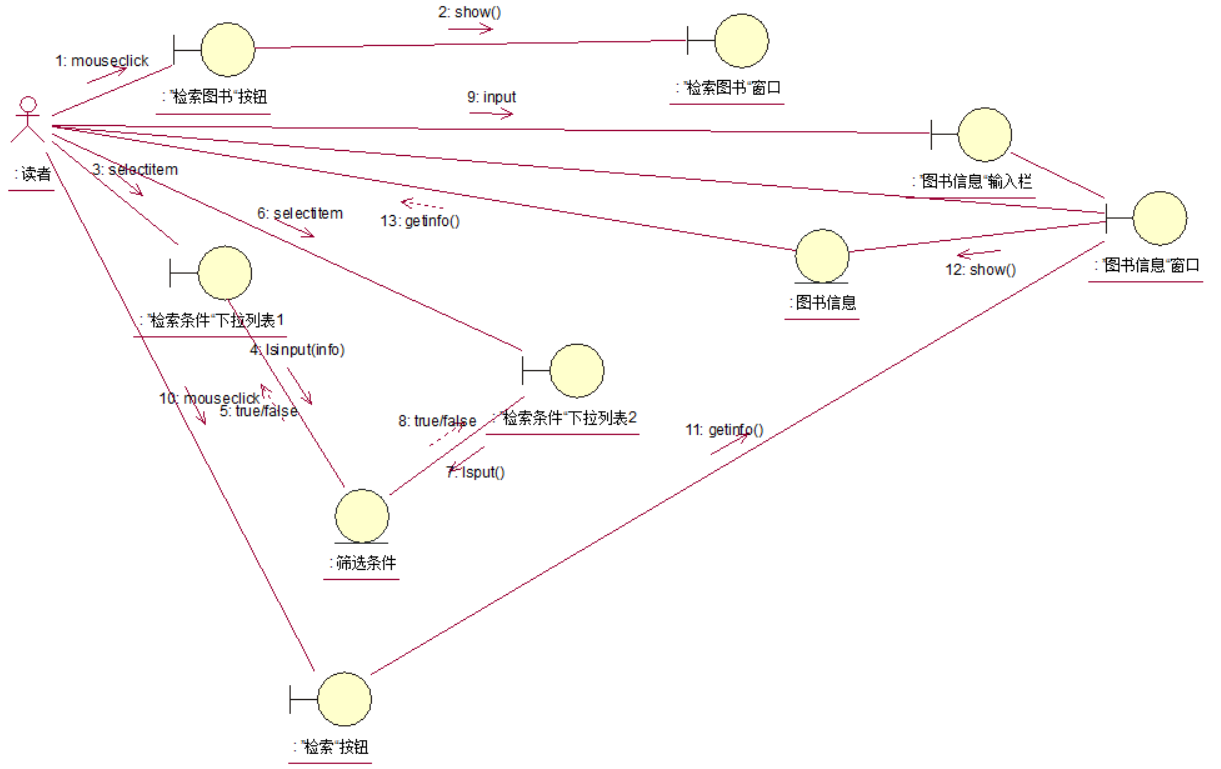 2: show()
1: mouseclick
: "检索图书"按钮
: "检索图书"窗口
9: input
: 读者
3: selectitem
: "图书信息"输入栏
6: selectitem
13: getinfo()
12: show()
: "图书信息"窗口
: 图书信息
: "检索条件"下拉列表1
4: Isinput(info)
10: mouseclick
5: true/false
8: true/false
: "检索条件"下拉列表2
11: getinfo()
7: Isput()
: 筛选条件
: "检索"按钮